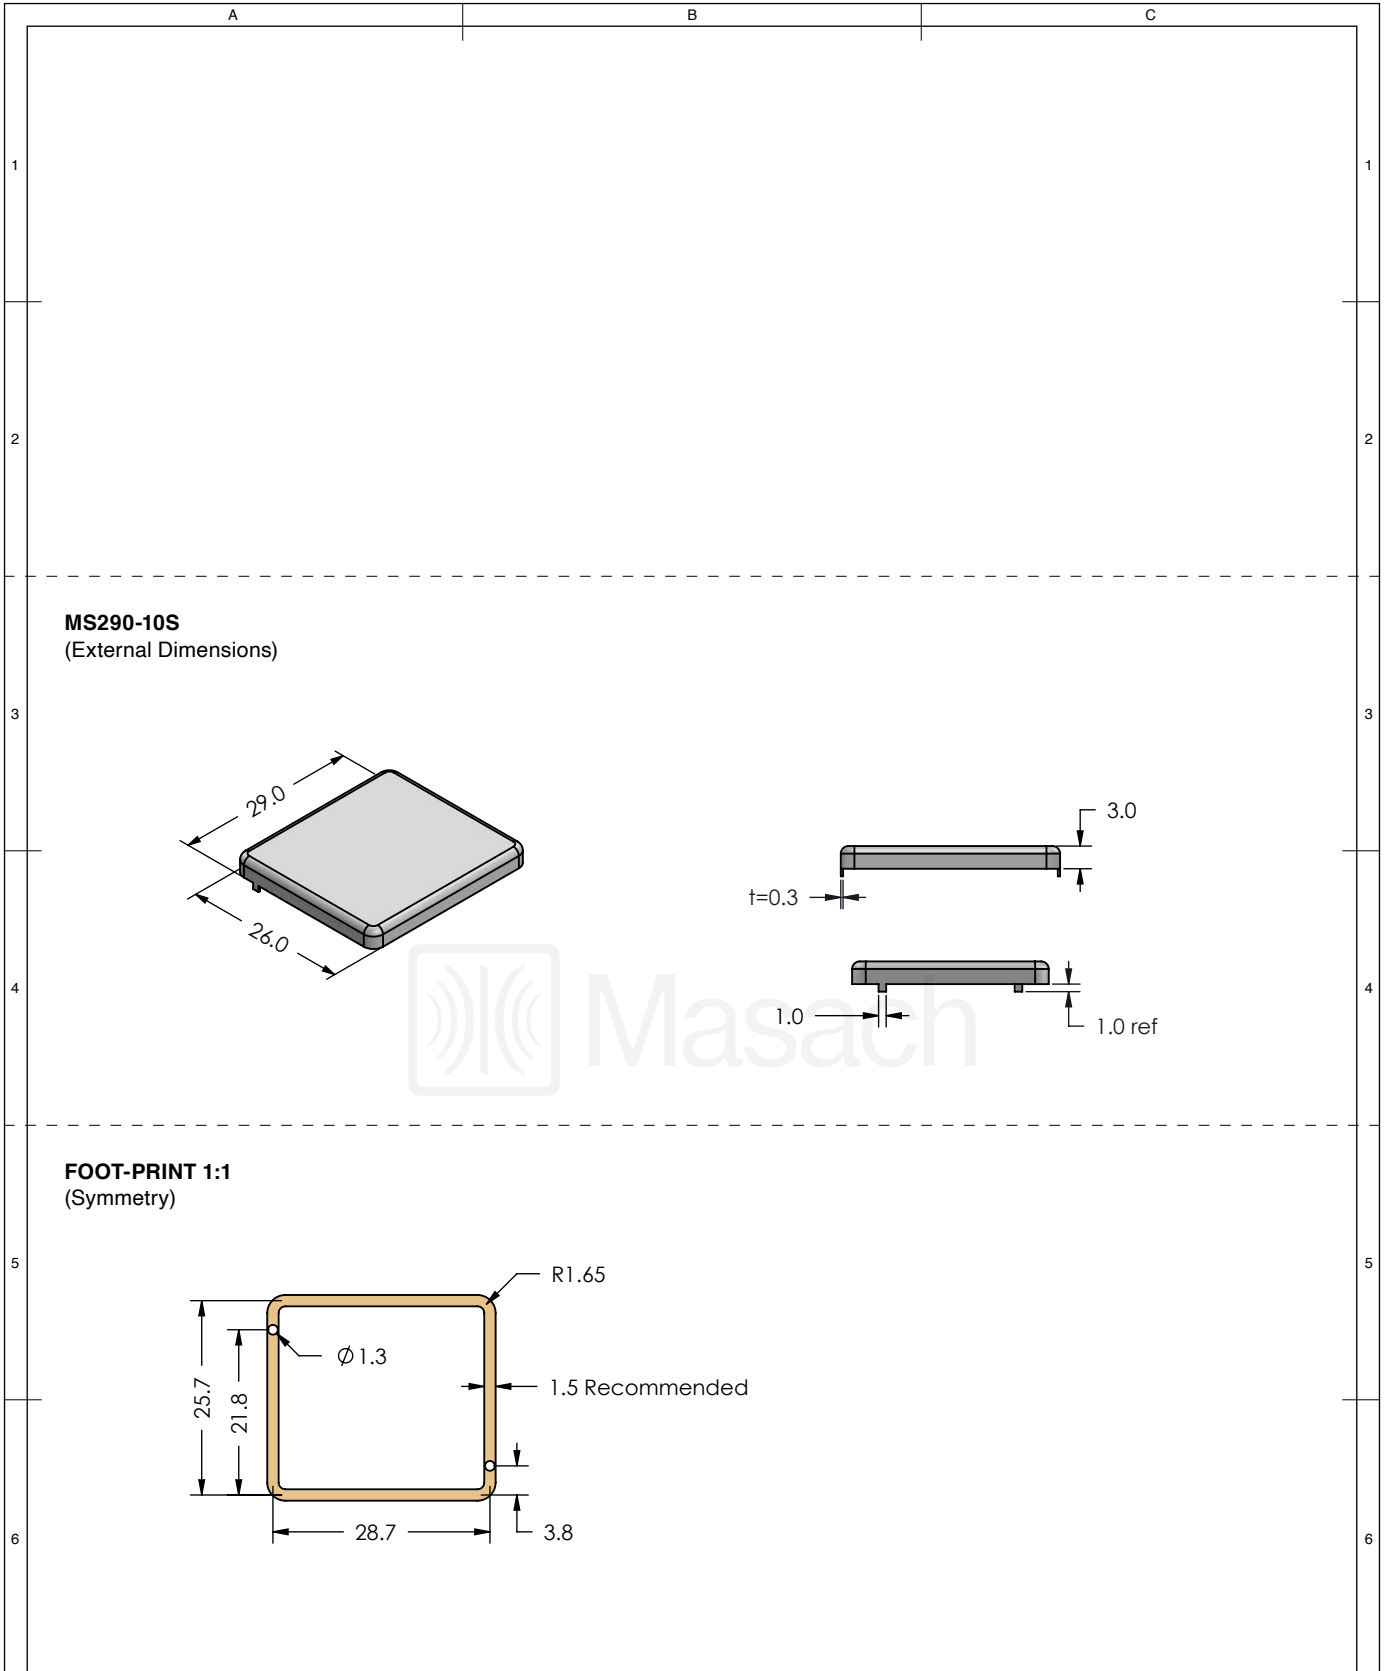 A B C
1 1
2 2
MS290-10S
(External Dimensions)
3 3
29.0
26.0
3.0
t=0.3
4 4
1.0
1.0 ref
Masach
FOOT-PRINT 1:1
(Symmetry)
5 5
R1.65
Ø1.3
1.5 Recommended
25.7
21.8
28.7
3.8
6 6